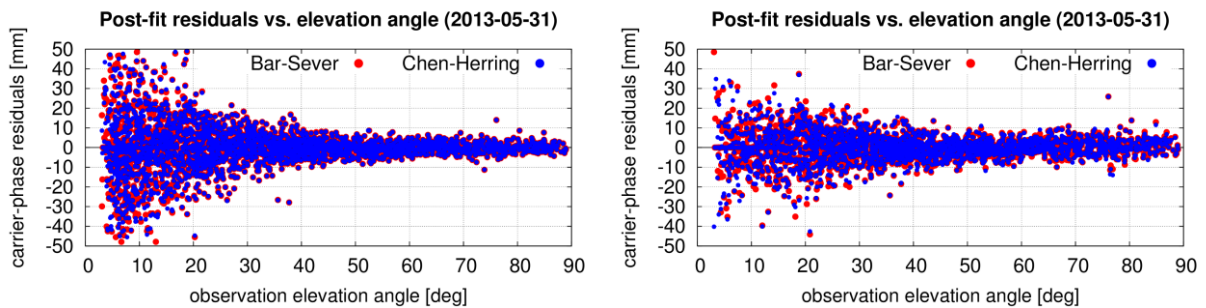 Post-fit residuals vs. elevation angle (2013-05-31)
carrier-phase residuals [mm]
50
40
30
20
10
0
-10
-20
-30
-40
-50
Bar-Sever
Chen-Herring
0 10 20 30 40 50 60 70 80 90
observation elevation angle [deg]
Post-fit residuals vs. elevation angle (2013-05-31)
carrier-phase residuals [mm]
50
40
30
20
10
0
-10
-20
-30
-40
-50
Bar-Sever
Chen-Herring
0 10 20 30 40 50 60 70 80 90
observation elevation angle [deg]